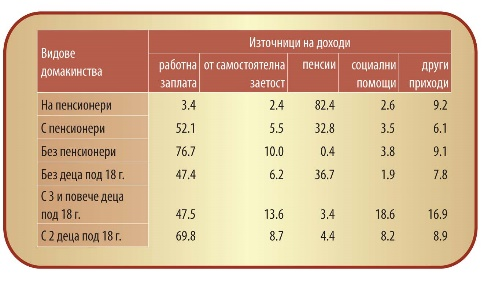 Видове домакинства
Източници на доходи
работна заплата
от самостоятелна заетост
пенсии
социални помощи
други приходи
На пенсионери 3.4 2.4 82.4 2.6 9.2
С пенсионери 52.1 5.5 32.8 3.5 6.1
Без пенсионери 76.7 10.0 0.4 3.8 9.1
Без деца под 18 г. 47.4 6.2 36.7 1.9 7.8
С 3 и повече деца
под 18 г. 47.5 13.6 3.4 18.6 16.9
С 2 деца под 18 г. 69.8 8.7 4.4 8.2 8.9